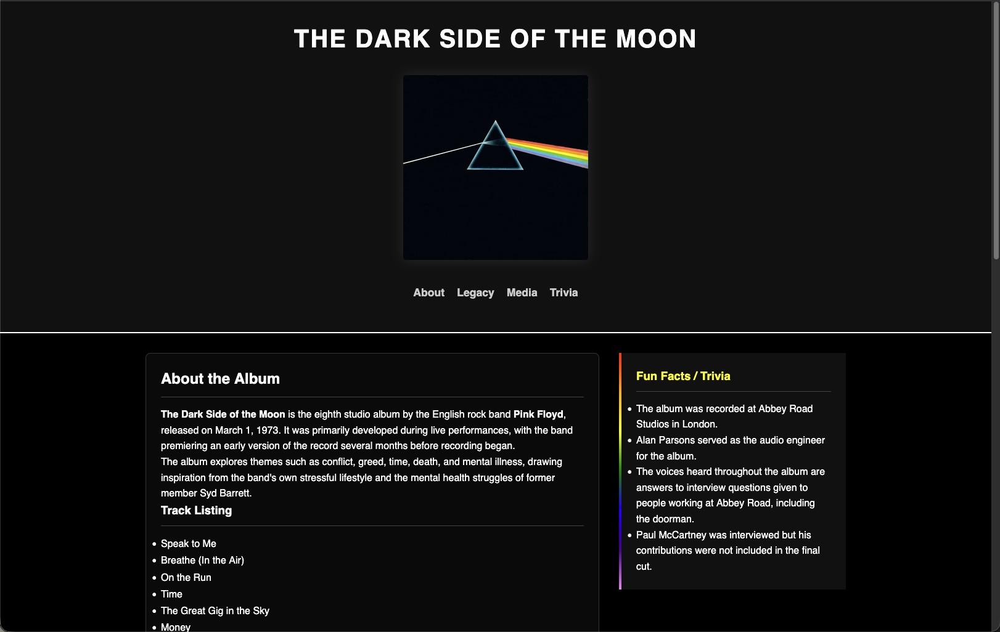 THE DARK SIDE OF THE MOON
About Legacy Media Trivia
About the Album
The Dark Side of the Moon is the eighth studio album by the English rock band Pink Floyd,
released on March 1, 1973. It was primarily developed during live performances, with the band
premiering an early version of the record several months before recording began.
The album explores themes such as conflict, greed, time, death, and mental illness, drawing
inspiration from the band's own stressful lifestyle and the mental health struggles of former
member Syd Barrett.
Track Listing
• Speak to Me
• Breathe (In the Air)
• On the Run
• Time
• The Great Gig in the Sky
• Money
Fun Facts / Trivia
• The album was recorded at Abbey Road
Studios in London.
• Alan Parsons served as the audio engineer
for the album.
• The voices heard throughout the album are
answers to interview questions given to
people working at Abbey Road, including
the doorman.
• Paul McCartney was interviewed but his
contributions were not included in the final
cut.